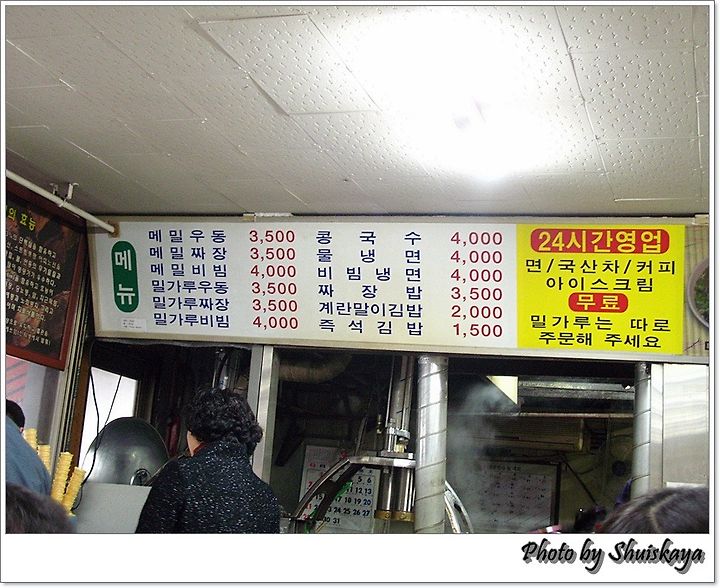 메뉴
메밀우동 3,500
메밀짜장 3,500
메밀비빔 4,000
밀가루우동 3,500
밀가루짜장 3,500
밀가루비빔 4,000
콩국수 4,000
물냉면 4,000
비빔냉면 4,000
짜장밥 3,500
계란말이김밥 2,000
즉석김밥 1,500
24시간영업
면/국산차/커피
아이스크림
무료
밀가루는 따로
주문해 주세요
의 효능
Photo by Shuiskaya